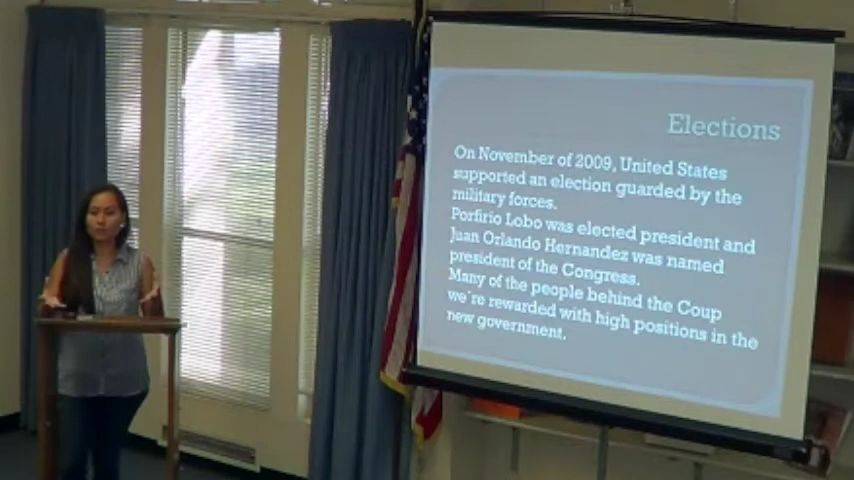 Elections
On November of 2009, United States
supported an election guarded by the
military forces.
Porfirio Lobo was elected president and
Juan Orlando Hernandez was named
president of the Congress.
Many of the people behind the Coup
we're rewarded with high positions in the
new government.